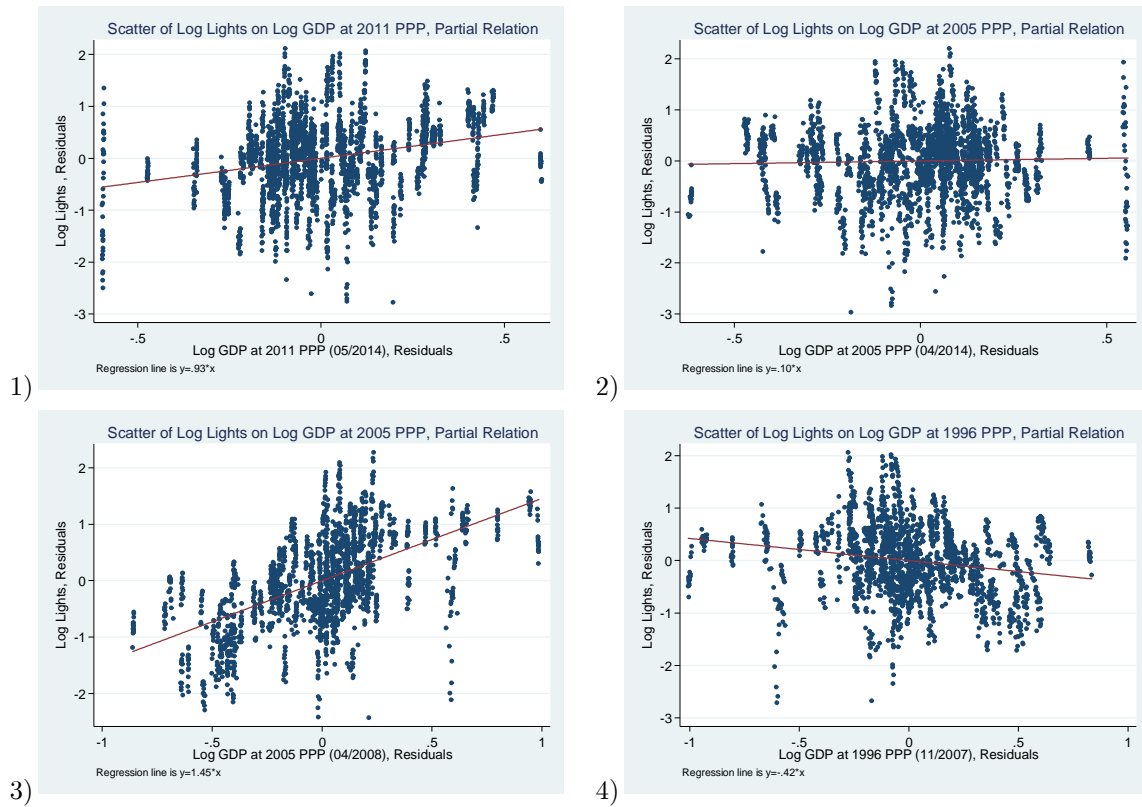 Scatter of Log Lights on Log GDP at 2011 PPP, Partial Relation
Log Lights , Residuals
2
1
0
-1
-2
-3
-.5
0
.5
Log GDP at 2011 PPP (05/2014), Residuals
Regression line is y=.93*x
1)
Scatter of Log Lights on Log GDP at 2005 PPP, Partial Relation
Log Lights, Residuals
2
1
0
-1
-2
-3
-.5
0
.5
Log GDP at 2005 PPP (04/2014), Residuals
Regression line is y=.10*x
2)
Scatter of Log Lights on Log GDP at 2005 PPP, Partial Relation
Log Lights, Residuals
2
1
0
-1
-2
-1
-.5
0
.5
1
Log GDP at 2005 PPP (04/2008), Residuals
Regression line is y=1.45*x
3)
Scatter of Log Lights on Log GDP at 1996 PPP, Partial Relation
Log Lights, Residuals
2
1
0
-1
-2
-3
-1
-.5
0
.5
1
Log GDP at 1996 PPP (11/2007), Residuals
Regression line is y=-.42*x
4)